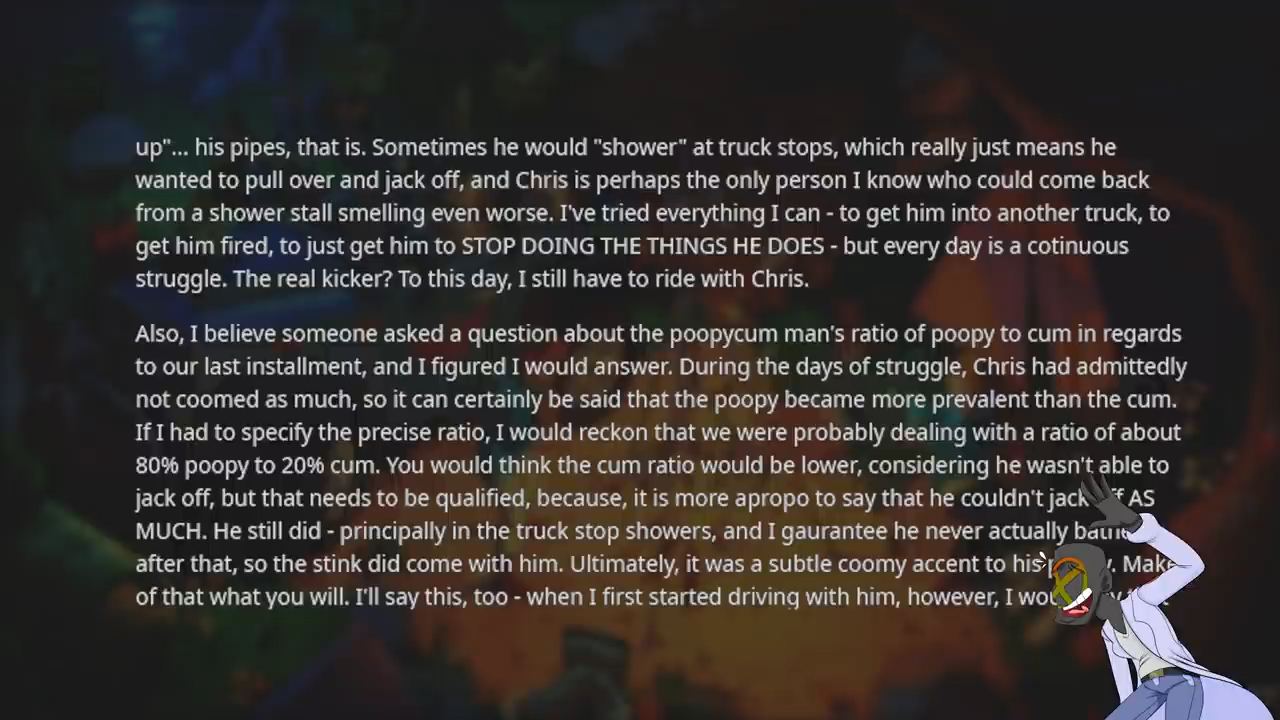 up"... his pipes, that is. Sometimes he would "shower" at truck stops, which really just means he
wanted to pull over and jack off, and Chris is perhaps the only person I know who could come back
from a shower stall smelling even worse. I've tried everything I can - to get him into another truck, to
get him fired, to just get him to STOP DOING THE THINGS HE DOES - but every day is a cotinuous
struggle. The real kicker? To this day, I still have to ride with Chris.
Also, I believe someone asked a question about the poopycum man's ratio of poopy to cum in regards
to our last installment, and I figured I would answer. During the days of struggle, Chris had admittedly
not coomed as much, so it can certainly be said that the poopy became more prevalent than the cum.
If I had to specify the precise ratio, I would reckon that we were probably dealing with a ratio of about
80% poopy to 20% cum. You would think the cum ratio would be lower, considering he wasn't able to
jack off, but that needs to be qualified, because, it is more apropo to say that he couldn't jack off AS
MUCH. He still did - principally in the truck stop showers, and I gaurantee he never actually
after that, so the stink did come with him. Ultimately, it was a subtle coomy accent to his Make
of that what you will. I'll say this, too - when I first started driving with him, however, I